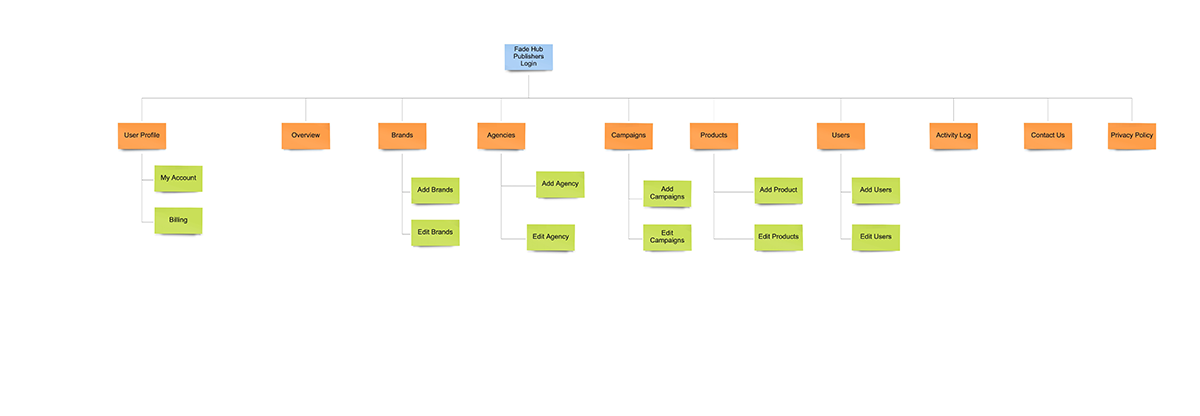 Fade Hub
Publishers
Login
User Profile
Overview
Brands
Agencies
Campaigns
Products
Users
Activity Log
Contact Us
Privacy Policy
My Account
Billing
Add Brands
Edit Brands
Add Agency
Edit Agency
Add
Campaigns
Edit
Campaigns
Add Product
Edit Products
Add Users
Edit Users